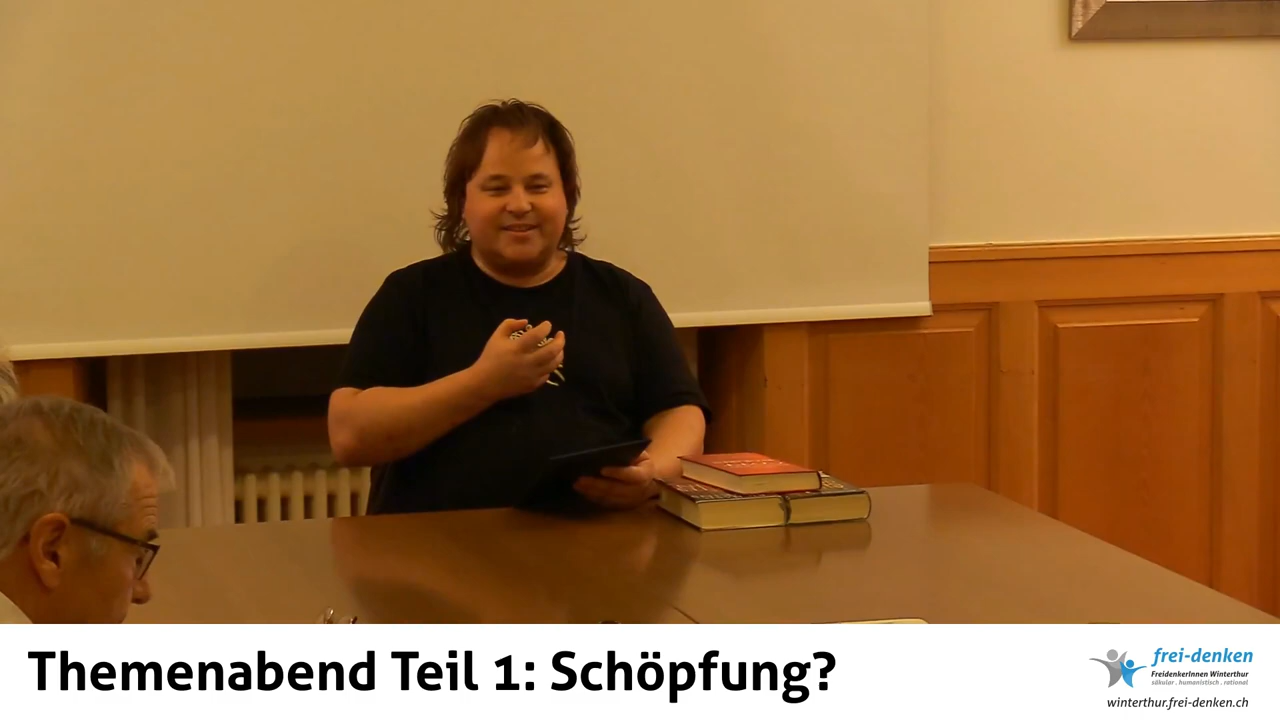 Themenabend Teil 1: Schöpfung?
frei-denken
FreidenkerInnen Winterthur
säkular . humanistisch . rational
winterthur.frei-denken.ch